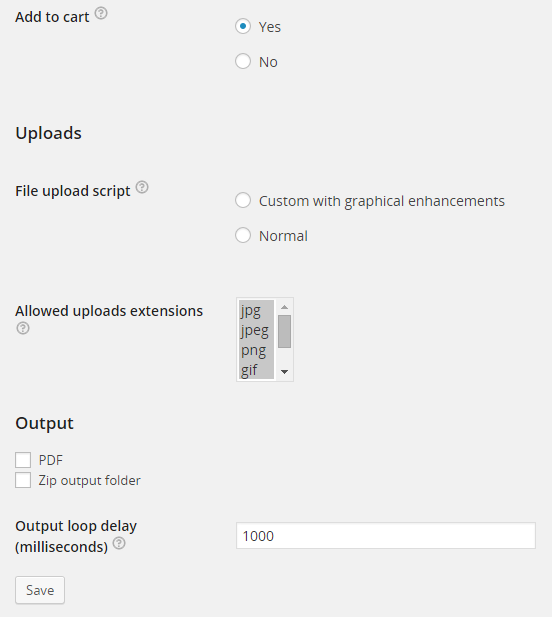 Add to cart ?
Yes
No
Uploads
File upload script ?
Custom with graphical enhancements
Normal
Allowed uploads extensions
?
jpg
jpeg
png
gif
Output
PDF
Zip output folder
Output loop delay
(milliseconds) ?
1000
Save